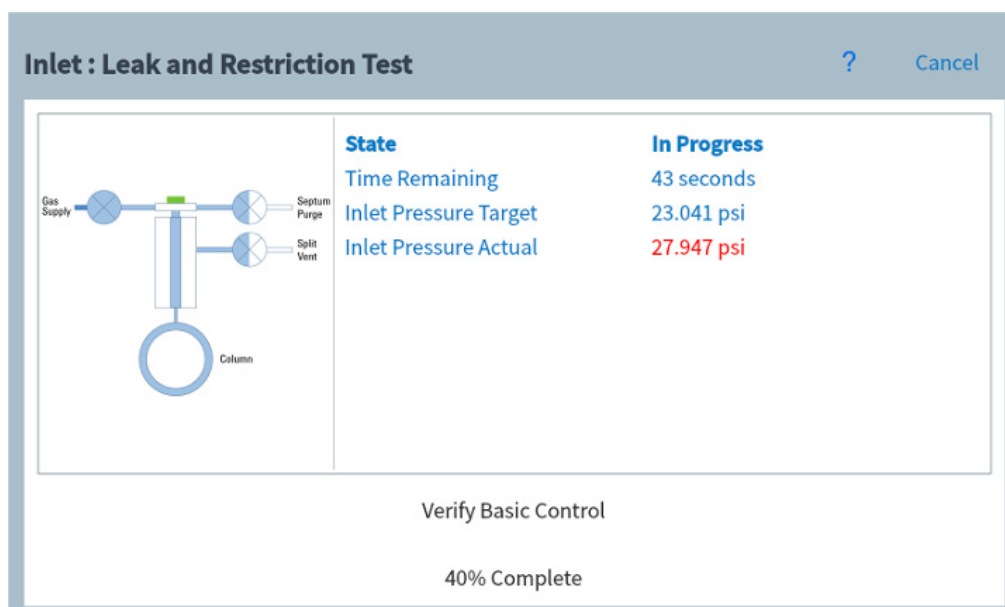 Inlet : Leak and Restriction Test
?
Cancel
Gas
Supply
Septum
Purge
Split
Vent
Column
State In Progress
Time Remaining 43 seconds
Inlet Pressure Target 23.041 psi
Inlet Pressure Actual 27.947 psi
Verify Basic Control
40% Complete